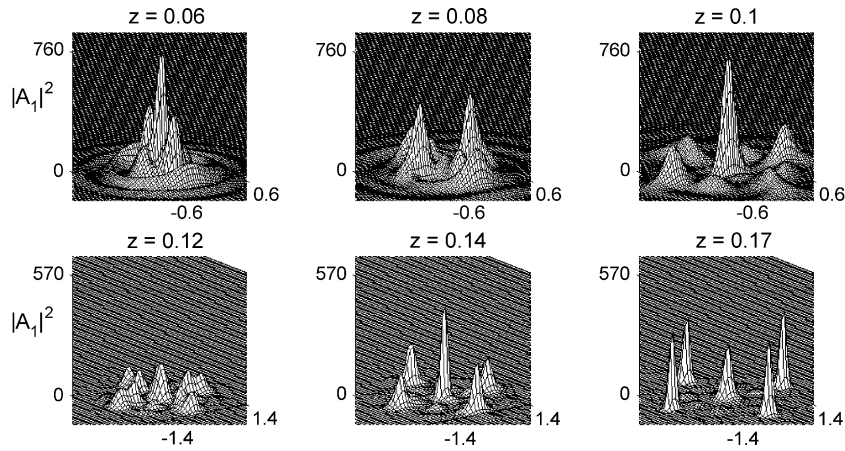 z = 0.06 z = 0.08 z = 0.1
760 760 760
|A1|2
0 0 0
0.6 0.6 0.6
-0.6 -0.6 -0.6
z = 0.12 z = 0.14 z = 0.17
570 570 570
|A1|2
0 0 0
1.4 1.4 1.4
-1.4 -1.4 -1.4